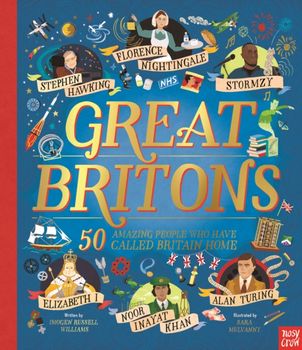 FLORENCE
NIGHTINGALE
STEPHEN
HAWKING
NHS
STORMZY
GREAT
BRITONS
50 AMAZING PEOPLE WHO HAVE
CALLED BRITAIN HOME
ELIZABETH I
NOOR
INAYAT
KHAN
ALAN TURING
Written by
IMOGEN RUSSELL
WILLIAMS
Illustrated by
SARA
MULVANNY
nosy
crow